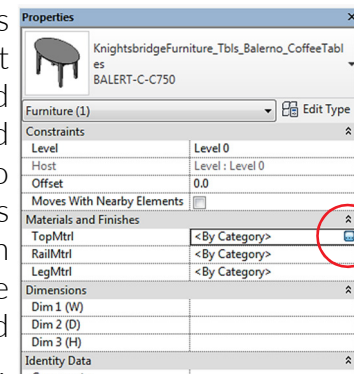 s
t
d
d
o
s
n
e
d
Properties
KnightsbridgeFurniture_Tbls_Balerno_CoffeeTabl
es
BALERT-C-C750
Furniture (1) Edit Type
Constraints
Level Level 0
Host Level : Level 0
Offset 0.0
Moves With Nearby Elements
Materials and Finishes
TopMtrl <By Category>
RailMtrl <By Category>
LegMtrl <By Category>
Dimensions
Dim 1 (W)
Dim 2 (D)
Dim 3 (H)
Identity Data